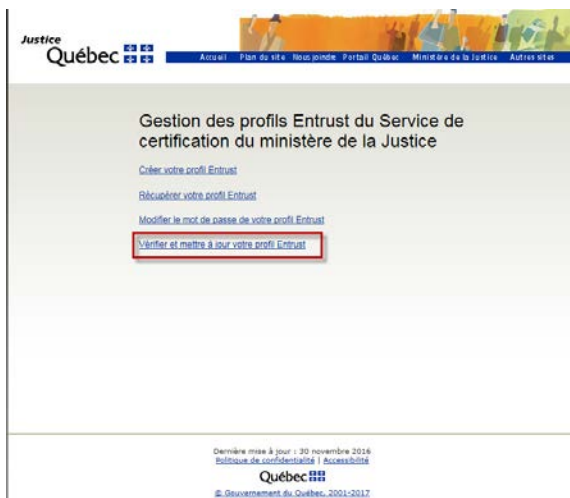 Justice
Québec
Accueil Plan du site Nous joindre Portail Québec Ministère de la Justice Autres sites
Gestion des profils Entrust du Service de
certification du ministère de la Justice
Créer votre profil Entrust
Récupérer votre profil Entrust
Modifier le mot de passe de votre profil Entrust
Vérifier et mettre à jour votre profil Entrust
Dernière mise à jour : 30 novembre 2016
Politique de confidentialité | Accessibilité
Québec
© Gouvernement du Québec, 2001-2017